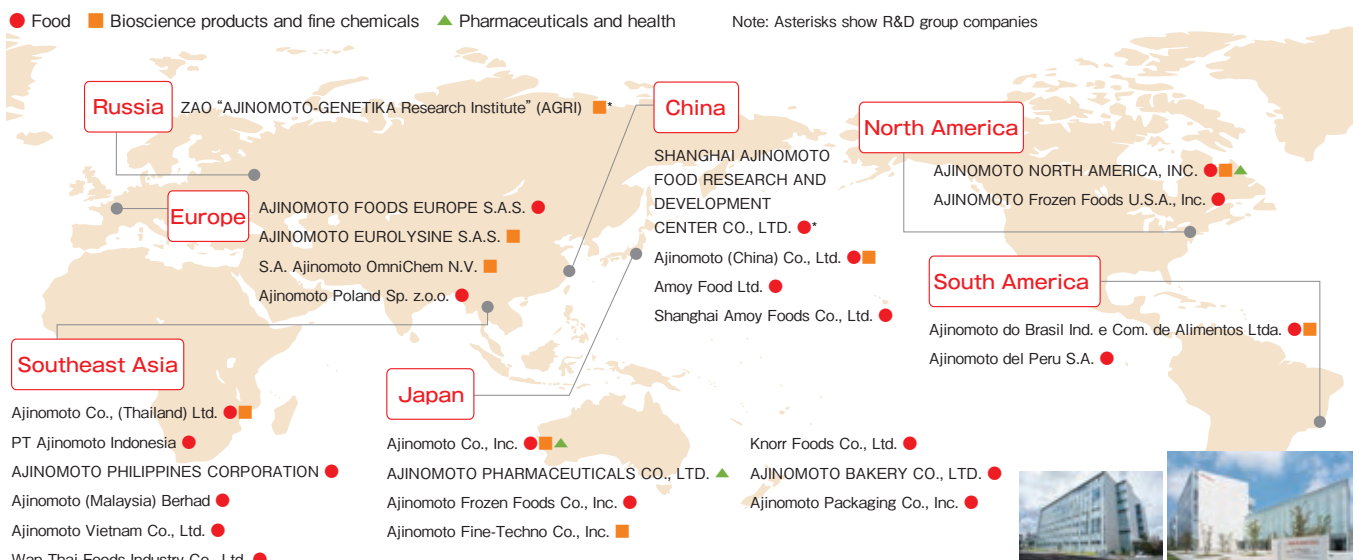 Food Bioscience products and fine chemicals Pharmaceuticals and health Note: Asterisks show R&D group companies
Russia
ZAO “AJINOMOTO-GENETIKA Research Institute” (AGRI) *
Europe
AJINOMOTO FOODS EUROPE S.A.S.
AJINOMOTO EUROLYSINE S.A.S.
S.A. Ajinomoto OmniChem N.V.
Ajinomoto Poland Sp. z.o.o.
China
SHANGHAI AJINOMOTO
FOOD RESEARCH AND
DEVELOPMENT
CENTER CO., LTD. *
Ajinomoto (China) Co., Ltd.
Amoy Food Ltd.
Shanghai Amoy Foods Co., Ltd.
North America
AJINOMOTO NORTH AMERICA, INC.
AJINOMOTO Frozen Foods U.S.A., Inc.
South America
Ajinomoto do Brasil Ind. e Com. de Alimentos Ltda.
Ajinomoto del Peru S.A.
Southeast Asia
Ajinomoto Co., (Thailand) Ltd.
PT Ajinomoto Indonesia
AJINOMOTO PHILIPPINES CORPORATION
Ajinomoto (Malaysia) Berhad
Ajinomoto Vietnam Co., Ltd.
Wan Thai Foods Industry Co., Ltd.
Japan
Ajinomoto Co., Inc.
AJINOMOTO PHARMACEUTICALS CO., LTD.
Ajinomoto Frozen Foods Co., Inc.
Ajinomoto Fine-Techno Co., Inc.
Knorr Foods Co., Ltd.
AJINOMOTO BAKERY CO., LTD.
Ajinomoto Packaging Co., Inc.